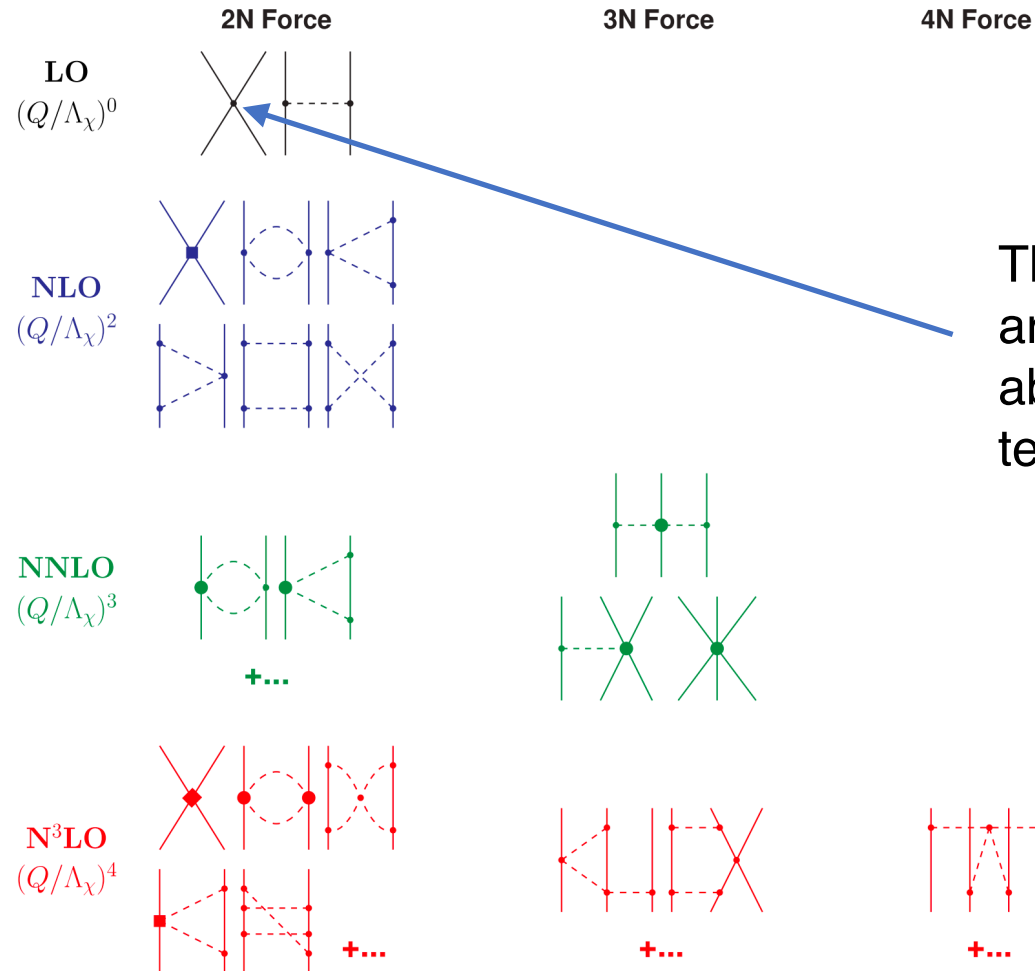 2N Force 3N Force 4N Force
LO
(Q/Λχ)⁰
NLO
(Q/Λχ)²
NNLO
(Q/Λχ)³
+...
N³LO
(Q/Λχ)⁴
+... +... +...